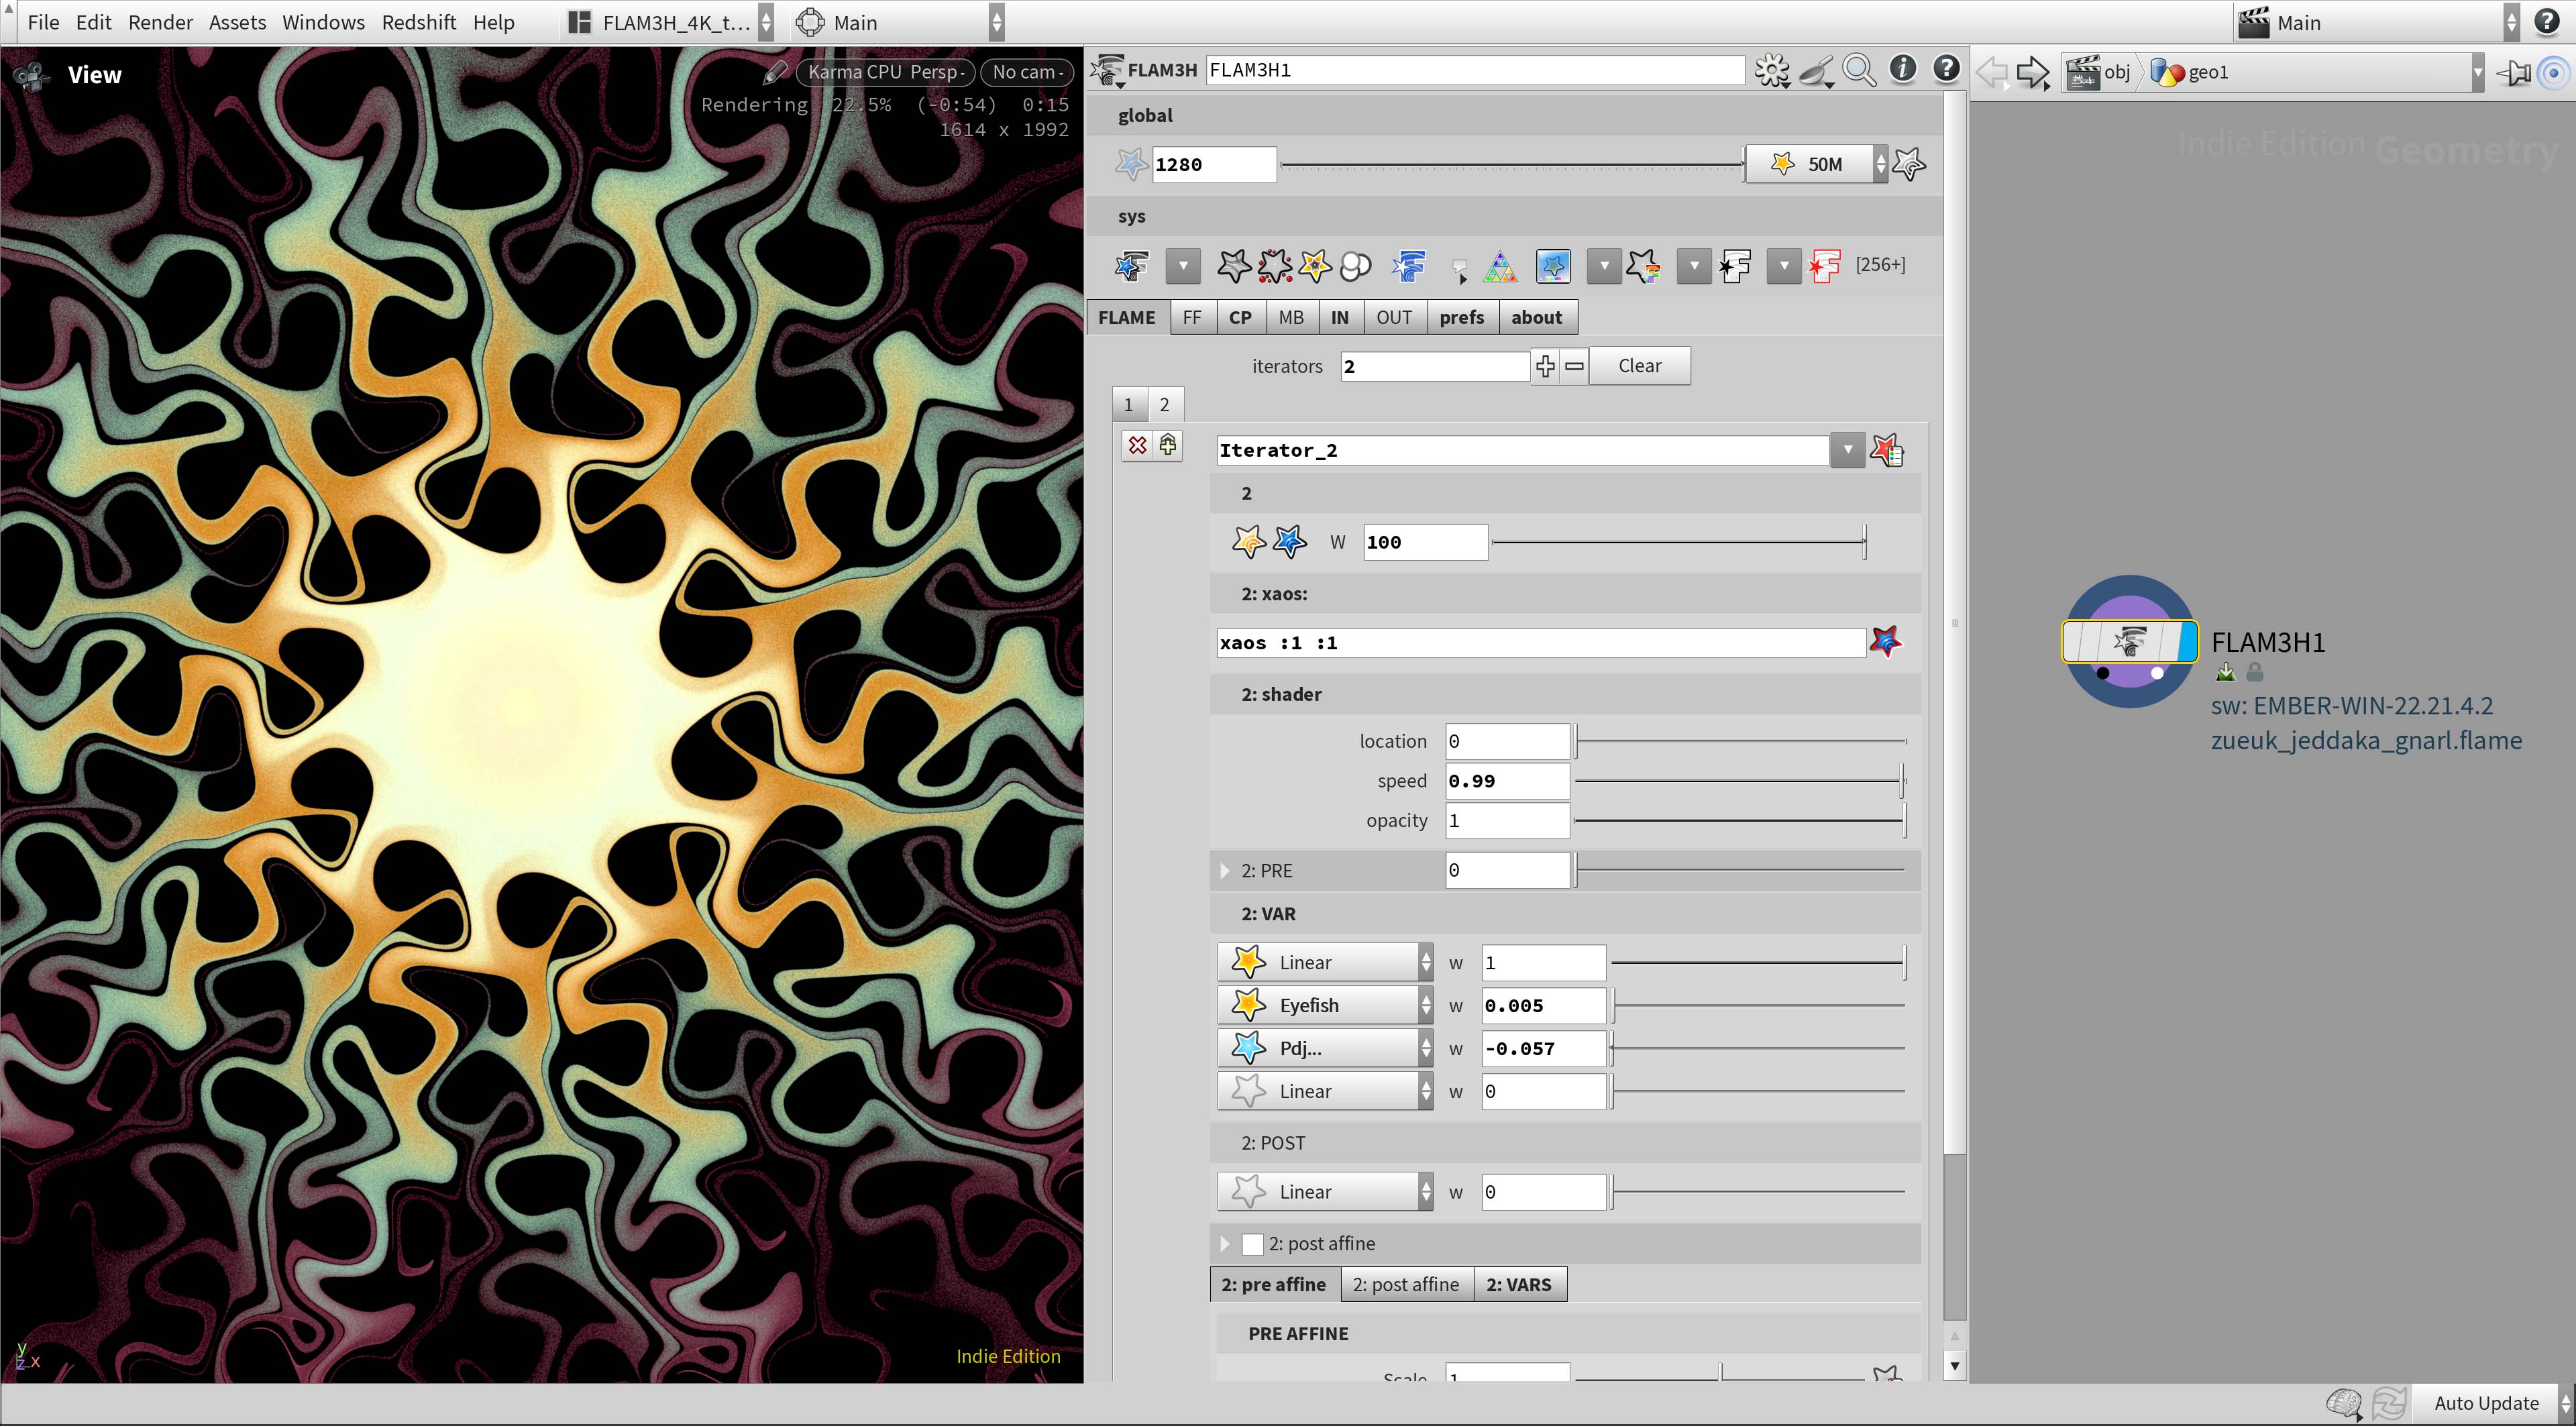 File Edit Render Assets Windows Redshift Help FLAM3H_4K_t... Main Main
View Karma CPU Persp No cam
Rendering 22.5% (-0:54) 0:15
1614 x 1992
Indie Edition
y
z x
FLAM3H FLAM3H1
global
1280 50M
sys
[256+]
FLAME FF CP MB IN OUT prefs about
iterators 2 Clear
1 2
Iterator_2
2
W 100
2: xaos:
xaos :1 :1
2: shader
location 0
speed 0.99
opacity 1
2: PRE 0
2: VAR
Linear w 1
Eyefish w 0.005
Pdj... w -0.057
Linear w 0
2: POST
Linear w 0
2: post affine
2: pre affine 2: post affine 2: VARS
PRE AFFINE
Scale 1
obj geo1
Indie Edition Geometry
FLAM3H1
sw: EMBER-WIN-22.21.4.2
zueuk_jeddaka_gnarl.flame
Auto Update